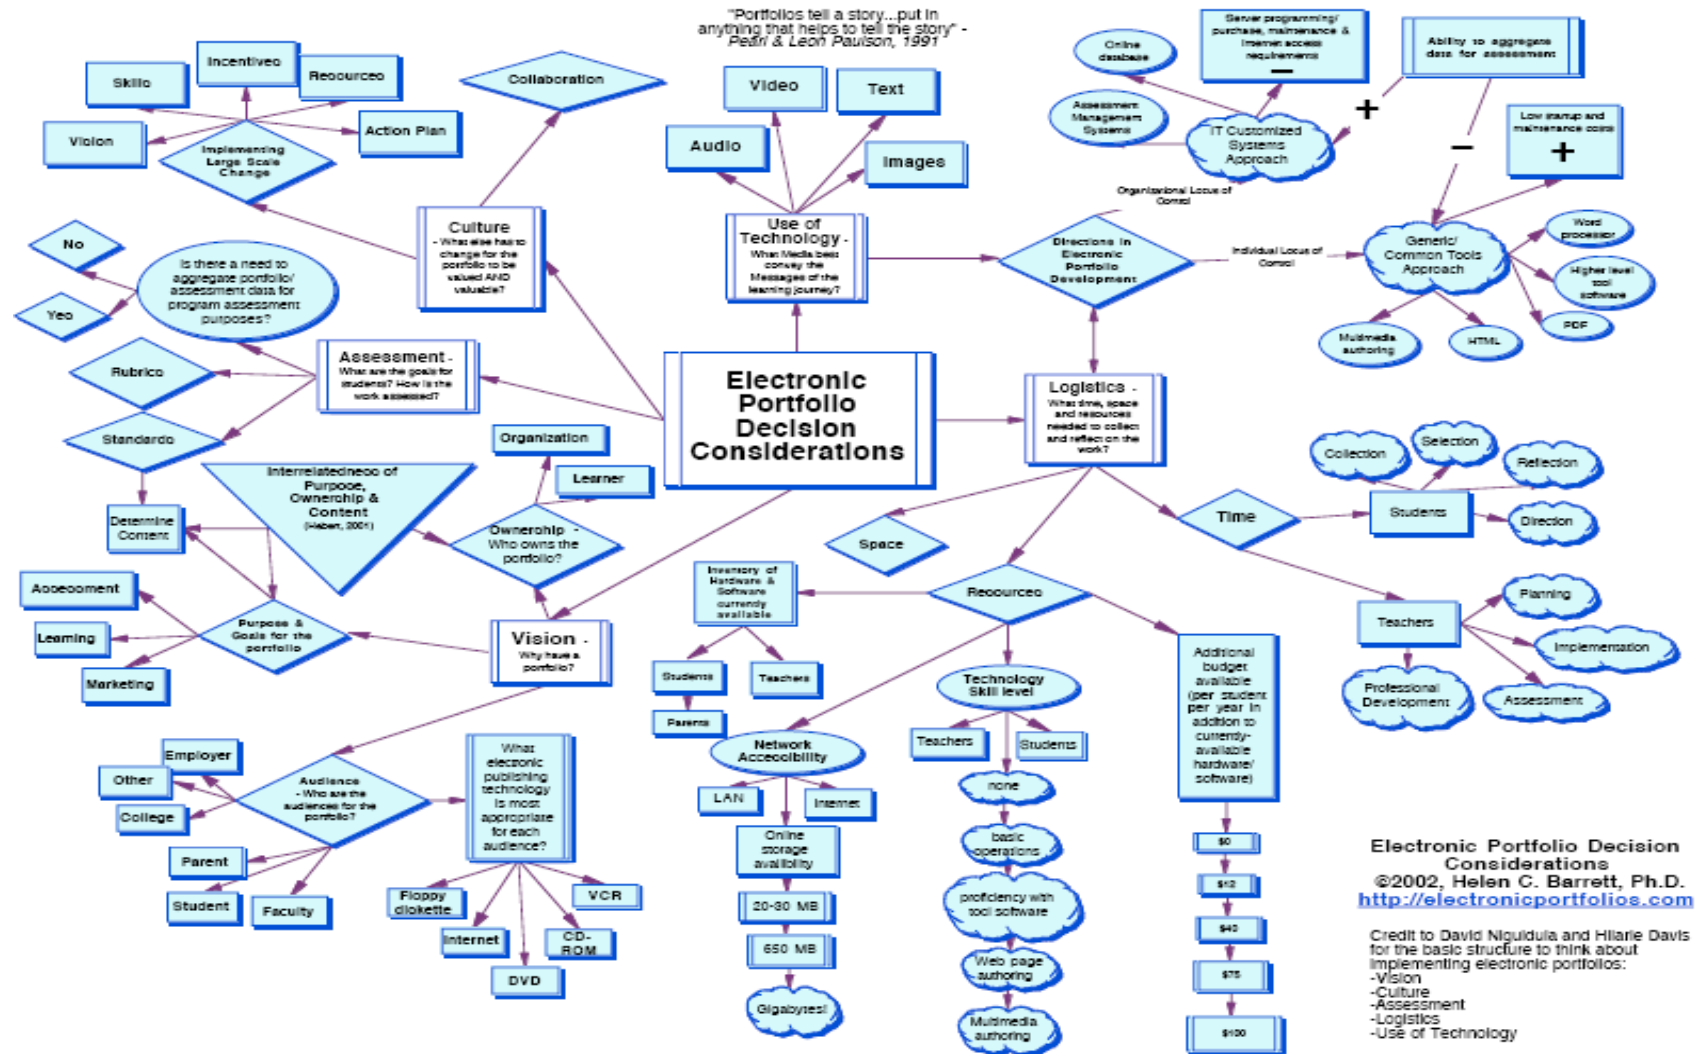 "Portfolios tell a story...put in
anything that helps to tell the story" -
Pearl & Leon Paulson, 1991
Skills
Incentives
Resources
Vision
Action Plan
Implementing
Large Scale
Change
Collaboration
Culture
- What else has to
change for the
portfolio to be
valued AND
valuable?
Video
Text
Audio
Images
Use of
Technology -
What Media best
convey the
Messages of the
learning journey?
Online
database
Server programming/
purchase, maintenance &
Internet access
requirements
–
Ability to aggregate
data for assessment
Assessment
Management
Systems
IT Customized
Systems
Approach
+
–
Low startup and
maintenance costs
+
Organizational Locus of
Control
Directions in
Electronic
Portfolio
Development
Individual Locus of
Control
Generic/
Common Tools
Approach
Word
processor
Higher level
tool
software
PDF
HTML
Multimedia
authoring
No
Yes
Is there a need to
aggregate portfolio/
assessment data for
program assessment
purposes?
Assessment -
What are the goals for
students? How is the
work assessed?
Rubrics
Standards
Determine
Content
Electronic
Portfolio
Decision
Considerations
Logistics -
What time, space
and resources
needed to collect
and reflect on the
work?
Interrelatedness of
Purpose,
Ownership &
Content
(Hebert, 2001)
Organization
Learner
Ownership -
Who owns the
portfolio?
Assessment
Learning
Marketing
Purpose &
Goals for the
portfolio
Vision -
Why have a
portfolio?
Space
Time
Students
Collection
Selection
Reflection
Direction
Teachers
Planning
Implementation
Assessment
Professional
Development
Resources
Inventory of
Hardware &
Software
currently
available
Students
Teachers
Parents
Network
Accessibility
LAN
Internet
Online
storage
availibility
20-30 MB
650 MB
Gigabytes!
Technology
Skill level
Teachers
Students
none
basic
operations
proficiency with
tool software
Web page
authoring
Multimedia
authoring
Additional
budget
available
(per student
per year in
addition to
currently-
available
hardware/
software)
$0
$12
$40
$75
$100
Employer
Other
College
Parent
Student
Faculty
Audience
- Who are the
audiences for the
portfolio?
What
electronic
publishing
technology
is most
appropriate
for each
audience?
Floppy
diskette
Internet
DVD
CD-
ROM
VCR
Electronic Portfolio Decision
Considerations
©2002, Helen C. Barrett, Ph.D.
http://electronicportfolios.com
Credit to David Niguidula and Hilarie Davis
for the basic structure to think about
implementing electronic portfolios:
-Vision
-Culture
-Assessment
-Logistics
-Use of Technology